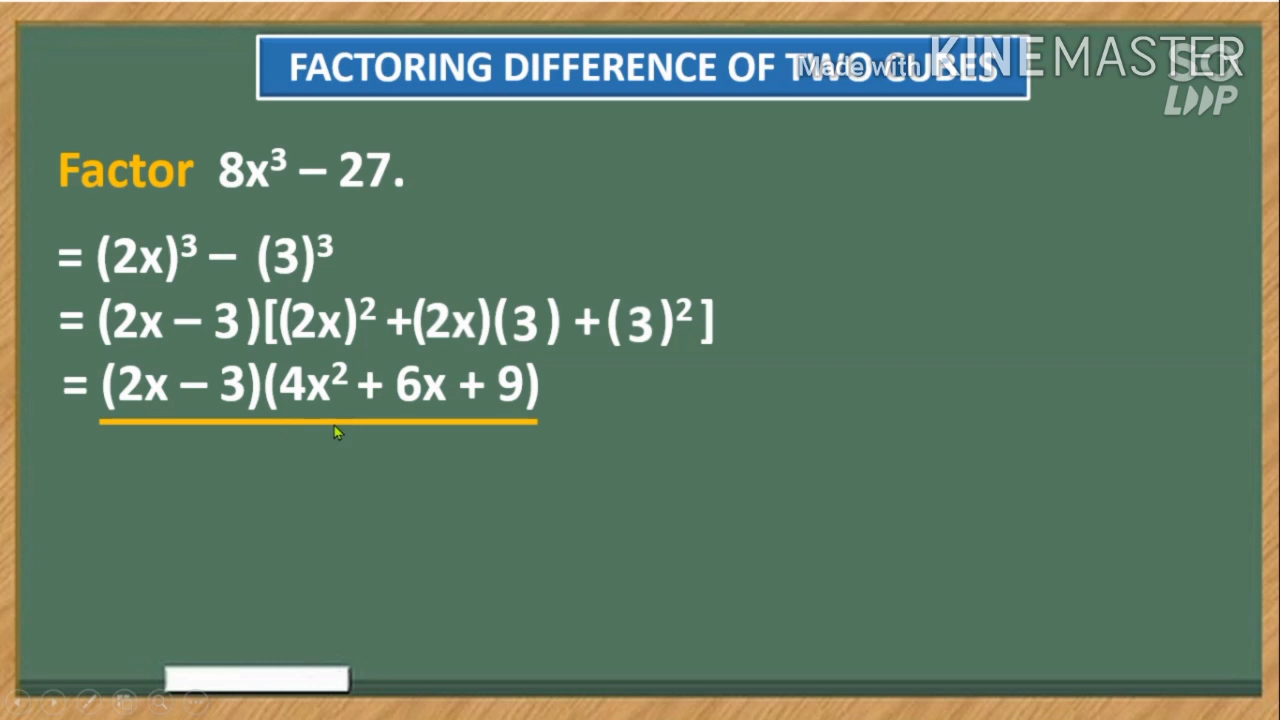 FACTORING DIFFERENCE OF TWO CUBES
Made with KINEMASTER
Factor 8x³ – 27.
= (2x)³ – (3)³
= (2x – 3)[(2x)² +(2x)(3) +(3)²]
= (2x – 3)(4x² + 6x + 9)